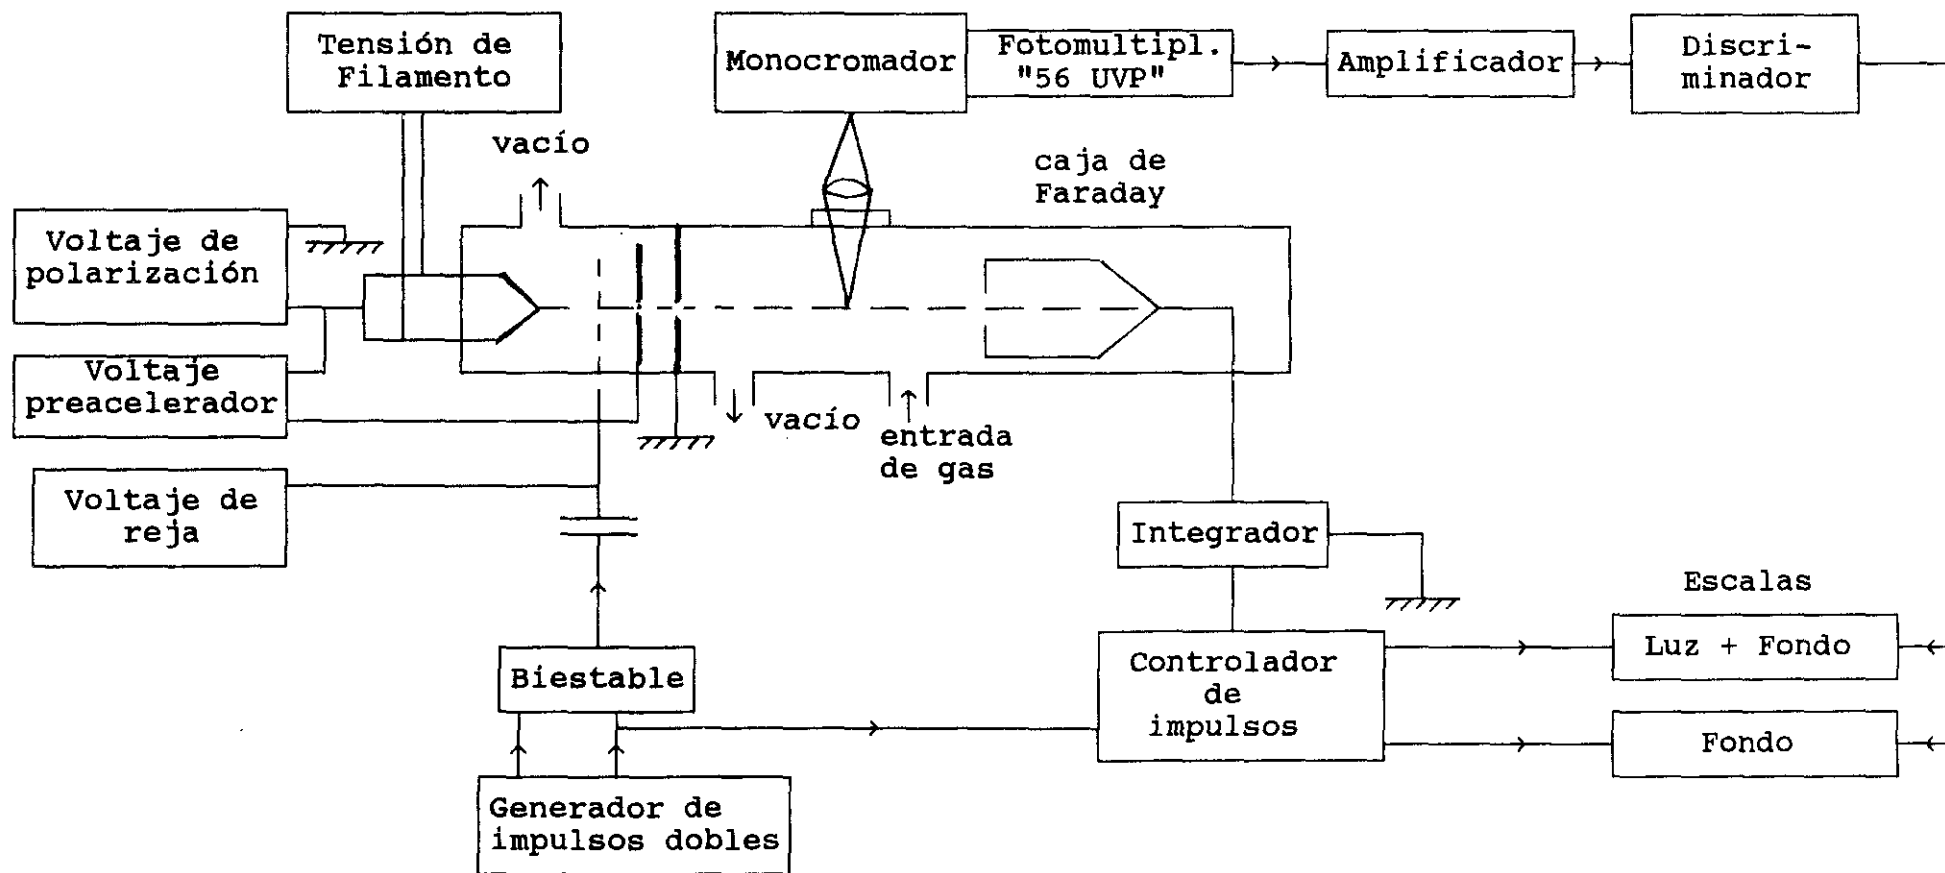 Tensión de
Filamento
Monocromador
Fotomultipl.
"56 UVP"
Amplificador
Discri-
minador
vacío
caja de
Faraday
Voltaje de
polarización
Voltaje
preacelerador
vacío
entrada
de gas
Voltaje de
reja
Integrador
Escalas
Luz + Fondo
Biestable
Controlador
de
impulsos
Fondo
Generador de
impulsos dobles